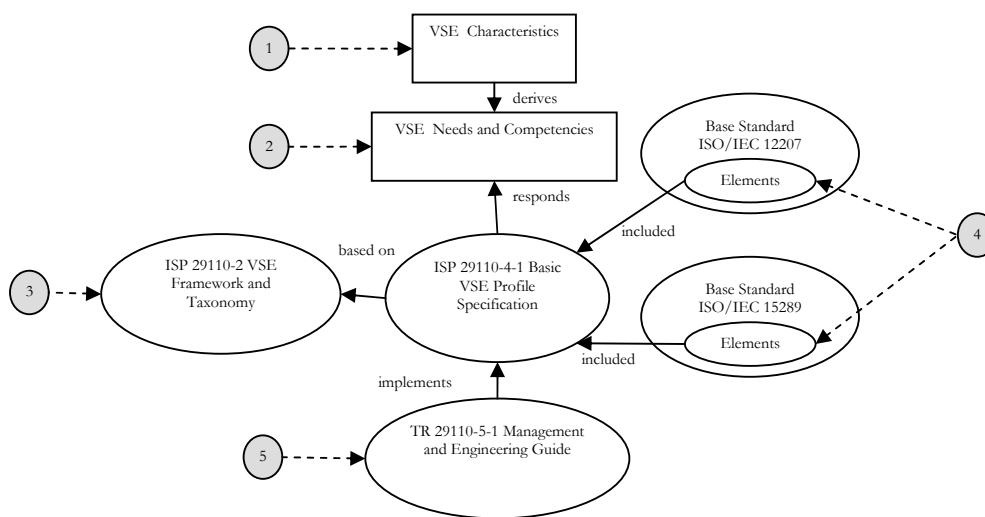 VSE Characteristics
1
derives
VSE Needs and Competencies
2
Base Standard
ISO/IEC 12207
Elements
responds
included
4
based on
ISP 29110-2 VSE
Framework and
Taxonomy
3
ISP 29110-4-1 Basic
VSE Profile
Specification
Base Standard
ISO/IEC 15289
Elements
included
implements
TR 29110-5-1 Management
and Engineering Guide
5